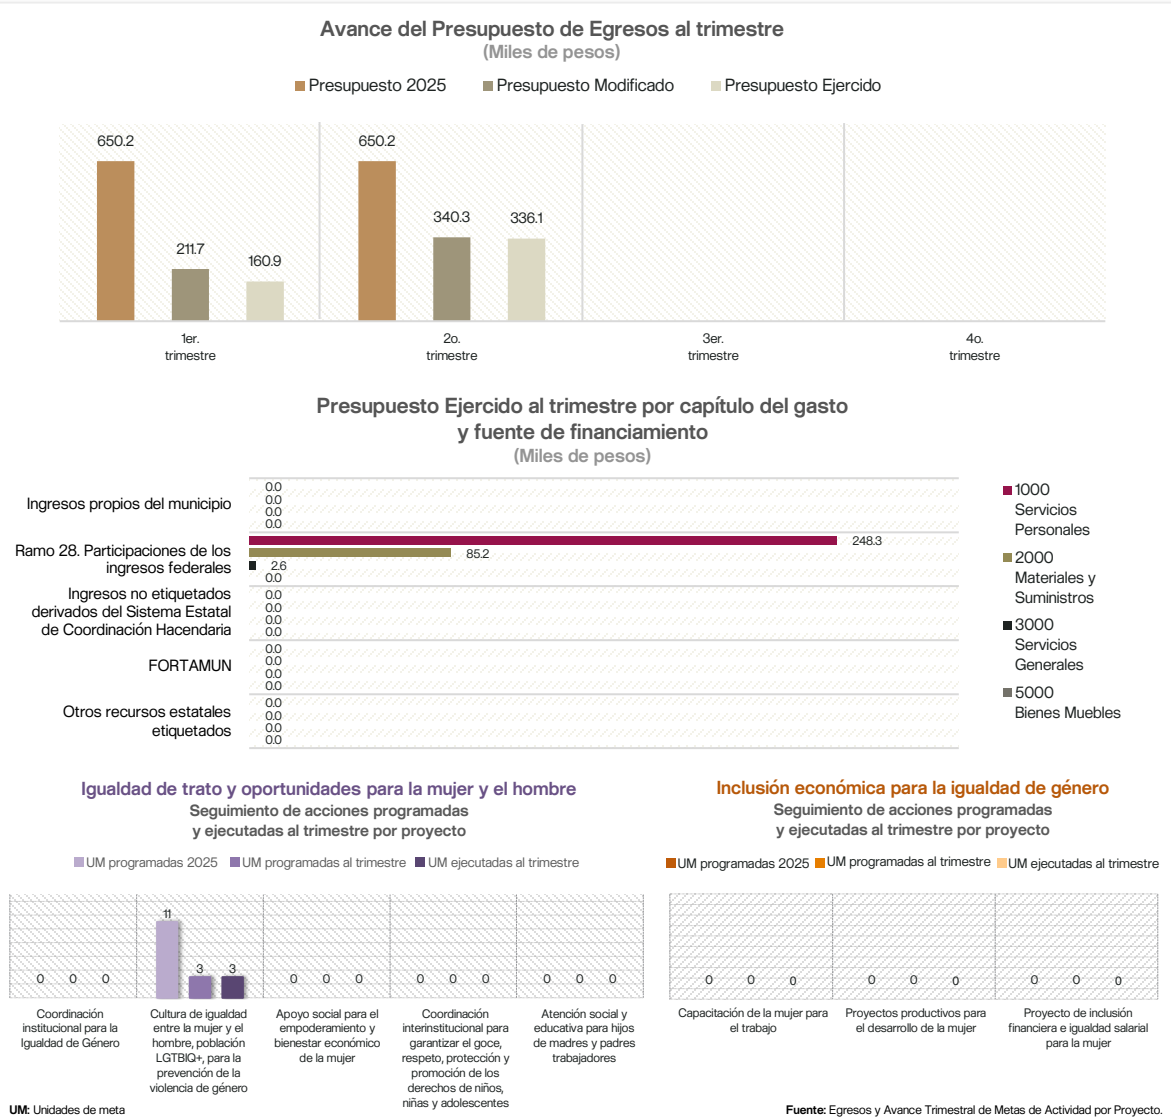 Avance del Presupuesto de Egresos al trimestre
(Miles de pesos)
Presupuesto 2025 Presupuesto Modificado Presupuesto Ejercido
650.2
211.7
160.9
650.2
340.3
336.1
1er.
trimestre
2o.
trimestre
3er.
trimestre
4o.
trimestre
Presupuesto Ejercido al trimestre por capítulo del gasto
y fuente de financiamiento
(Miles de pesos)
Ingresos propios del municipio
0.0
0.0
0.0
0.0
Ramo 28. Participaciones de los
ingresos federales
248.3
85.2
2.6
0.0
Ingresos no etiquetados
derivados del Sistema Estatal
de Coordinación Hacendaria
0.0
0.0
0.0
0.0
FORTAMUN
0.0
0.0
0.0
0.0
Otros recursos estatales
etiquetados
0.0
0.0
0.0
0.0
1000
Servicios
Personales
2000
Materiales y
Suministros
3000
Servicios
Generales
5000
Bienes Muebles
Igualdad de trato y oportunidades para la mujer y el hombre
Seguimiento de acciones programadas
y ejecutadas al trimestre por proyecto
UM programadas 2025 UM programadas al trimestre UM ejecutadas al trimestre
0 0 0
11 3 3
0 0 0
0 0 0
0 0 0
Coordinación
institucional para la
Igualdad de Género
Cultura de igualdad
entre la mujer y el
hombre, población
LGTBIQ+, para la
prevención de la
violencia de género
Apoyo social para el
empoderamiento y
bienestar económico
de la mujer
Coordinación
interinstitucional para
garantizar el goce,
respeto, protección y
promoción de los
derechos de niños,
niñas y adolescentes
Atención social y
educativa para hijos
de madres y padres
trabajadores
Inclusión económica para la igualdad de género
Seguimiento de acciones programadas
y ejecutadas al trimestre por proyecto
UM programadas 2025 UM programadas al trimestre UM ejecutadas al trimestre
0 0 0
0 0 0
0 0 0
Capacitación de la mujer para
el trabajo
Proyectos productivos para
el desarrollo de la mujer
Proyecto de inclusión
financiera e igualdad salarial
para la mujer
UM: Unidades de meta
Fuente: Egresos y Avance Trimestral de Metas de Actividad por Proyecto.